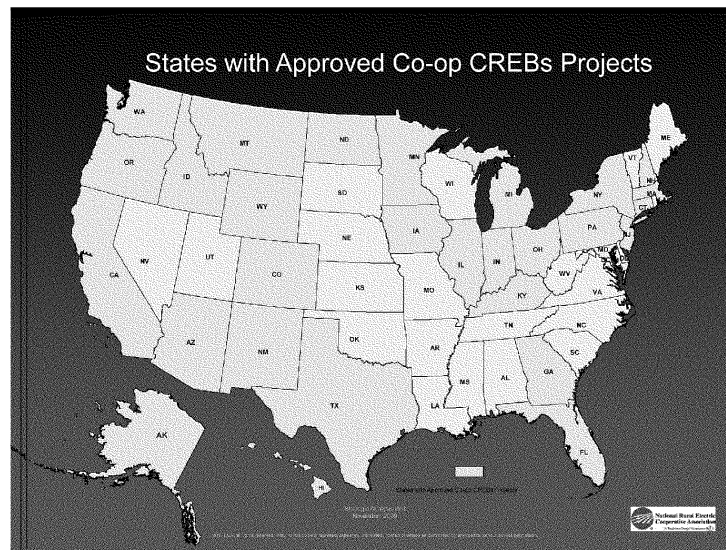 States with Approved Co-op CREBs Projects
WA
MT
ND
MN
ME
VT
NH
OR
ID
SD
WI
MI
NY
MA
CT
WY
IA
PA
NJ
NE
NV
UT
CO
IL
IN
OH
MD
WV
VA
CA
KS
MO
KY
NC
TN
AZ
NM
OK
AR
SC
MS
AL
GA
TX
LA
FL
AK
HI
National Rural Electric
Cooperative Association